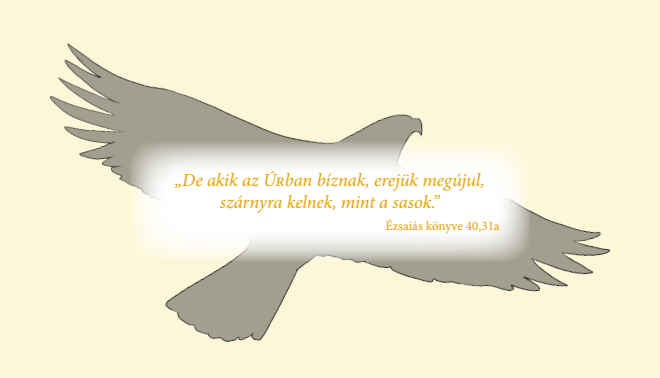 „De akik az ÚRban bíznak, erejük megújul,
szárnyra kelnek, mint a sasok.”
Ézsaiás könyve 40,31a